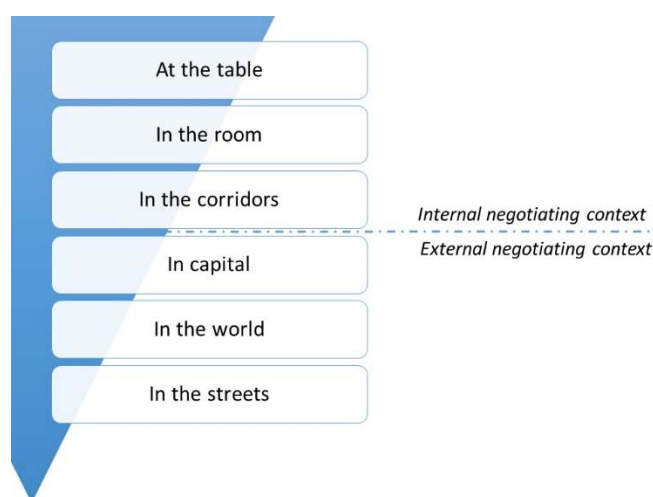 At the table
In the room
In the corridors
Internal negotiating context
External negotiating context
In capital
In the world
In the streets